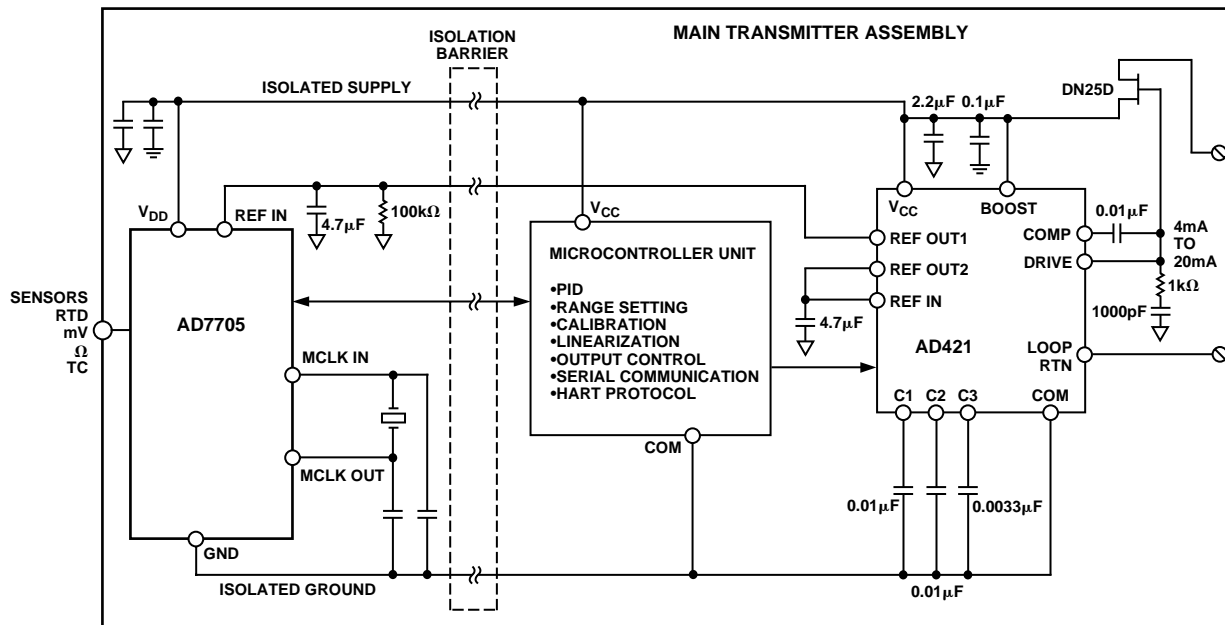 MAIN TRANSMITTER ASSEMBLY
ISOLATION
BARRIER
ISOLATED SUPPLY
DN25D
2.2µF
0.1µF
VDD
REF IN
4.7µF
100kΩ
VCC
VCC
BOOST
0.01µF
COMP
4mA
TO
20mA
REF OUT1
DRIVE
MICROCONTROLLER UNIT
•PID
•RANGE SETTING
•CALIBRATION
•LINEARIZATION
•OUTPUT CONTROL
•SERIAL COMMUNICATION
•HART PROTOCOL
REF OUT2
REF IN
1kΩ
1000pF
4.7µF
SENSORS
RTD
mV
Ω
TC
AD7705
AD421
MCLK IN
LOOP
RTN
C1
C2
C3
COM
COM
MCLK OUT
0.01µF
0.0033µF
GND
ISOLATED GROUND
0.01µF